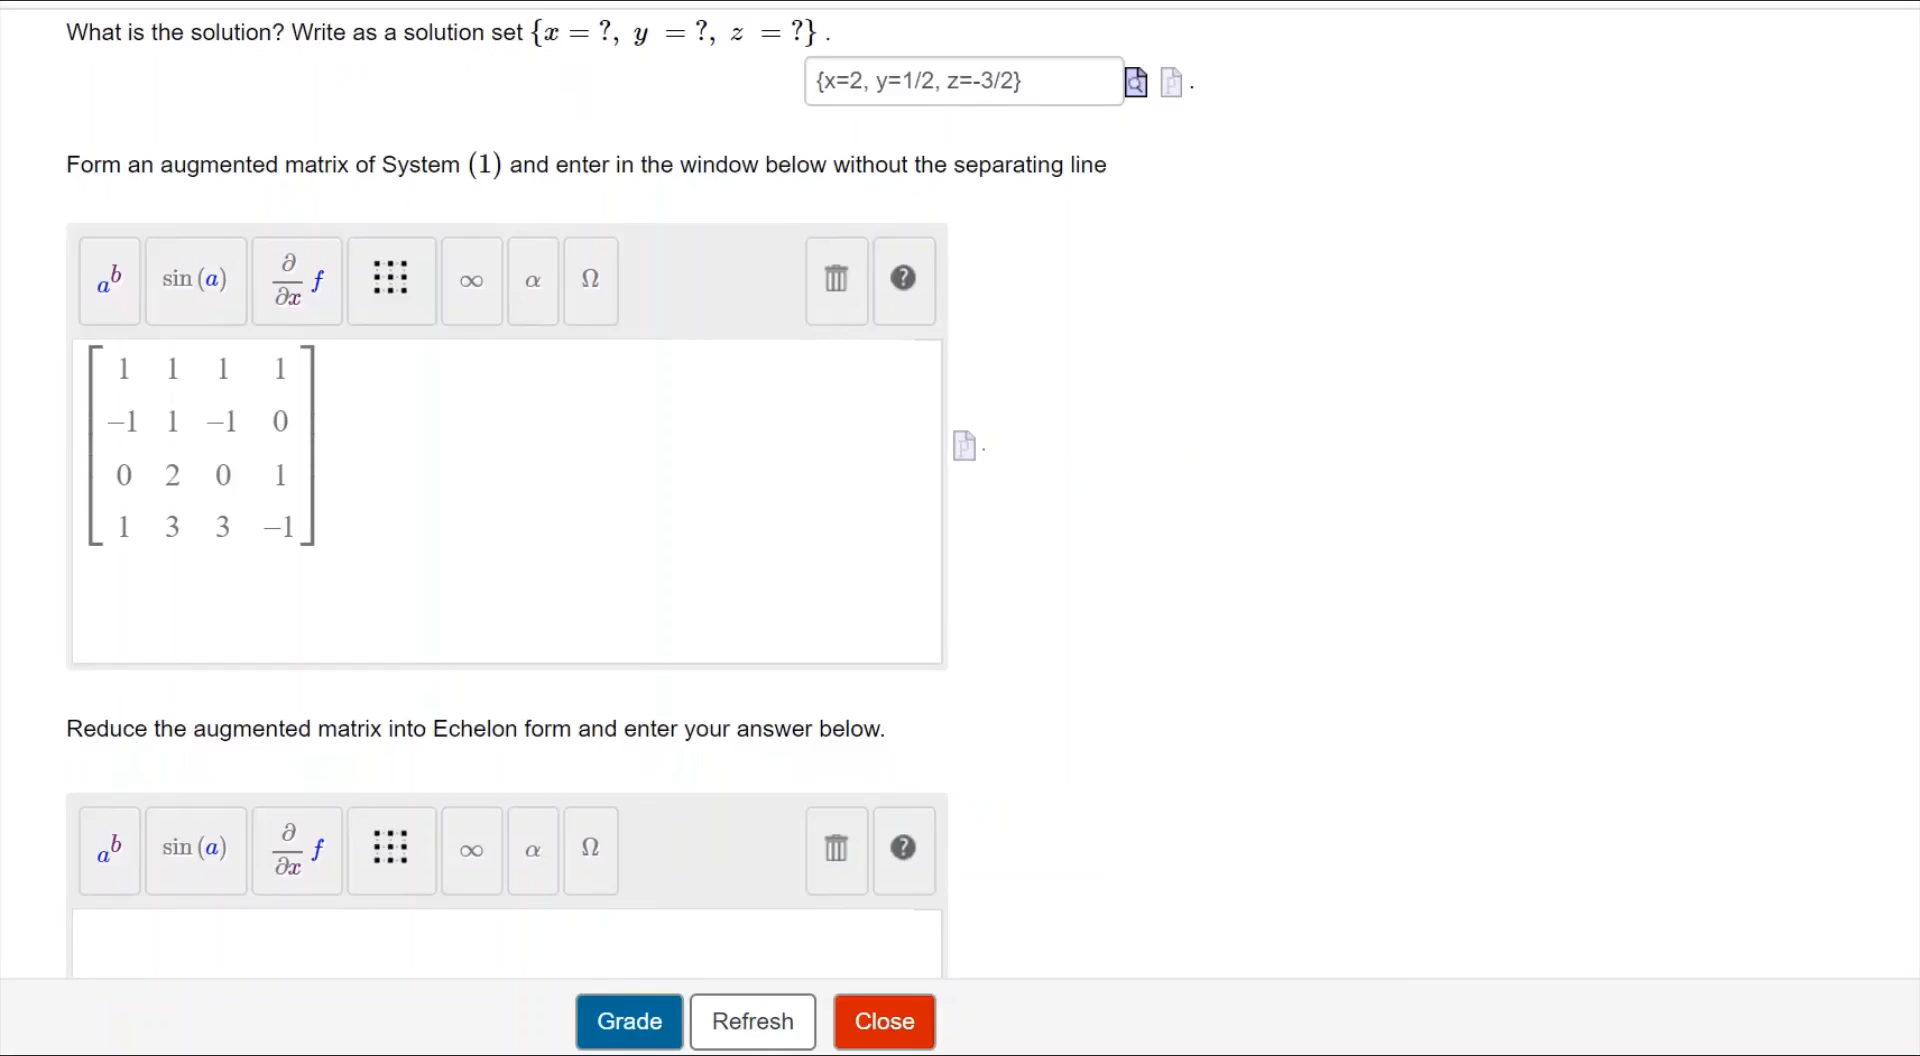 What is the solution? Write as a solution set {x = ?, y = ?, z = ?} .
{x=2, y=1/2, z=-3/2} .
Form an augmented matrix of System (1) and enter in the window below without the separating line
a^b sin (a) ∂/∂x f ∞ α Ω ?
1 1 1 1
−1 1 −1 0
0 2 0 1
1 3 3 −1
.
Reduce the augmented matrix into Echelon form and enter your answer below.
a^b sin (a) ∂/∂x f ∞ α Ω ?
Grade Refresh Close